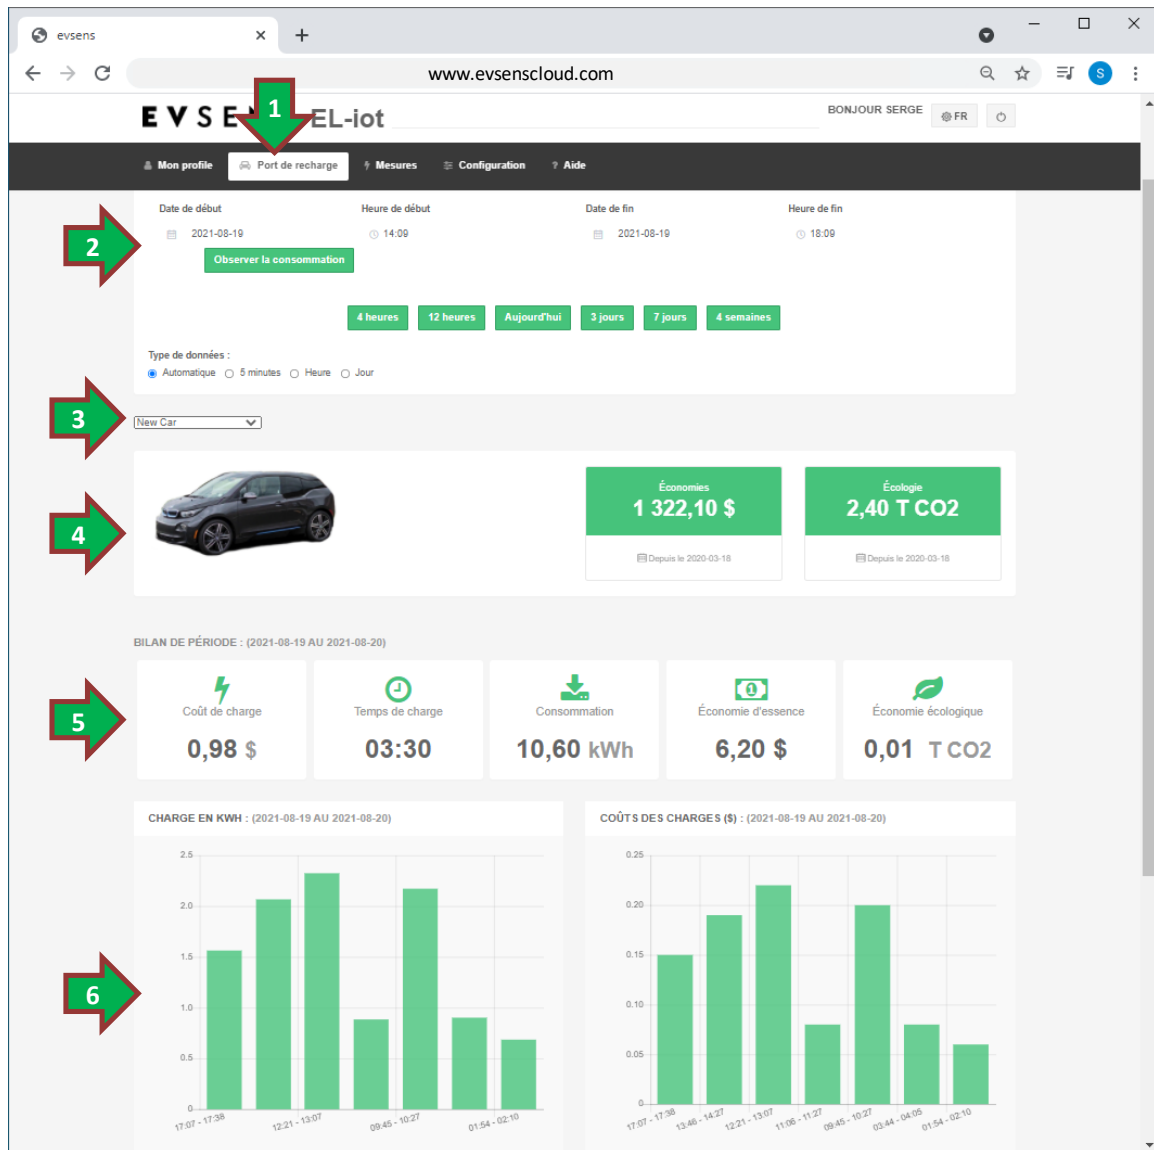 evsens
www.evsenscloud.com
S
1
EVSE EL-iot
BONJOUR SERGE
FR
Mon profile Port de recharge Mesures Configuration ? Aide
2
Date de début Heure de début Date de fin Heure de fin
2021-08-19 14:09 2021-08-19 18:09
Observer la consommation
4 heures 12 heures Aujourd'hui 3 jours 7 jours 4 semaines
Type de données :
Automatique 5 minutes Heure Jour
3
New Car
4
Économies
1 322,10 $
Depuis le 2020-03-18
Écologie
2,40 T CO2
Depuis le 2020-03-18
BILAN DE PÉRIODE : (2021-08-19 AU 2021-08-20)
5
Coût de charge
0,98 $
Temps de charge
03:30
Consommation
10,60 kWh
1
Économie d'essence
6,20 $
Économie écologique
0,01 T CO2
CHARGE EN KWH : (2021-08-19 AU 2021-08-20)
2.5
2.0
1.5
1.0
0.5
0
17:07 - 17:38 12:21 - 13:07 09:45 - 10:27 01:54 - 02:10
6
COÛTS DES CHARGES ($) : (2021-08-19 AU 2021-08-20)
0.25
0.20
0.15
0.10
0.05
0
17:07 - 17:38 13:46 - 14:27 12:21 - 13:07 11:06 - 11:27 09:45 - 10:27 03:44 - 04:05 01:54 - 02:10